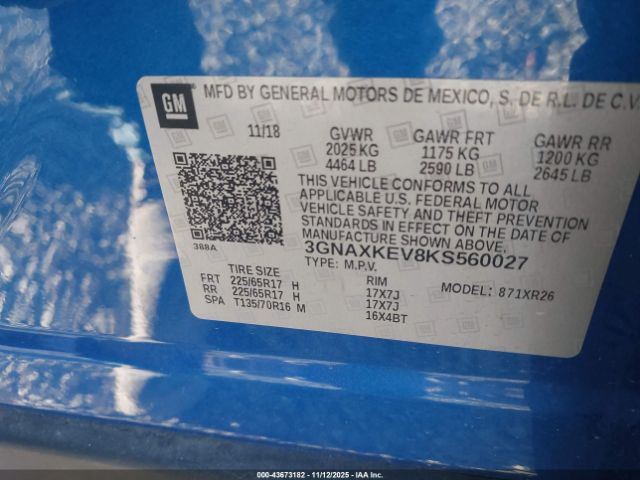 GM
MFD BY GENERAL MOTORS DE MEXICO, S. DE R.L. DE C.V
11/18 GVWR GAWR FRT GAWR RR
2025 KG 1175 KG 1200 KG
4464 LB 2590 LB 2645 LB
THIS VEHICLE CONFORMS TO ALL
APPLICABLE U.S. FEDERAL MOTOR
VEHICLE SAFETY AND THEFT PREVENTION
STANDARDS IN EFFECT ON THE DATE OF
MANUFACTURE SHOWN ABOVE.
388A
3GNAXKEV8KS560027
TYPE: M.P.V. MODEL: 871XR26
TIRE SIZE RIM
FRT 225/65R17 H 17X7J
RR 225/65R17 H 17X7J
SPA T135/70R16 M 16X4BT
000-43673182 - 11/12/2025 - IAA Inc.